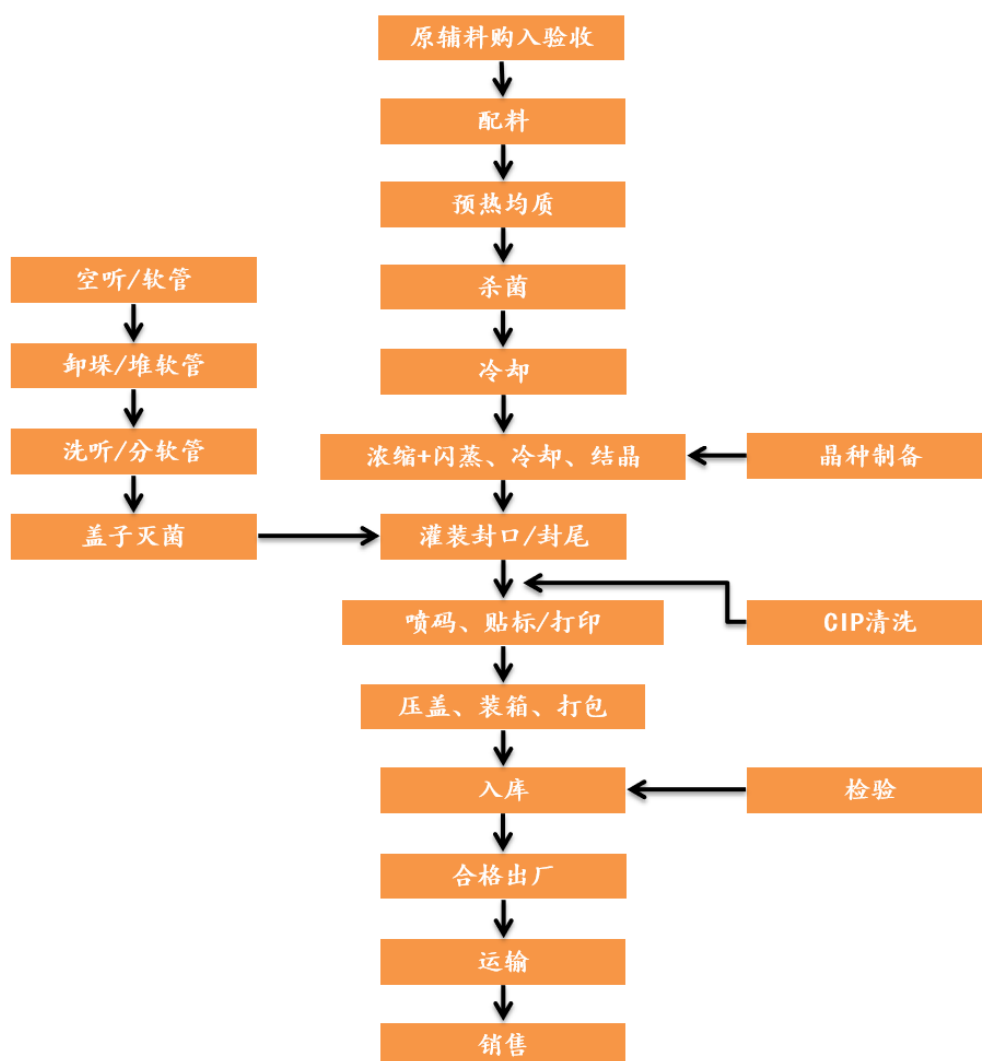 原辅料购入验收
配料
预热均质
杀菌
冷却
浓缩+闪蒸、冷却、结晶
晶种制备
空听/软管
卸垛/堆软管
洗听/分软管
盖子灭菌
灌装封口/封尾
CIP清洗
喷码、贴标/打印
压盖、装箱、打包
入库
检验
合格出厂
运输
销售